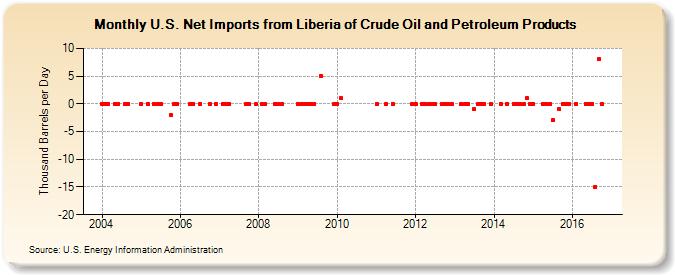 Monthly U.S. Net Imports from Liberia of Crude Oil and Petroleum Products
Thousand Barrels per Day
10
5
0
-5
-10
-15
-20
2004 2006 2008 2010 2012 2014 2016
Source: U.S. Energy Information Administration